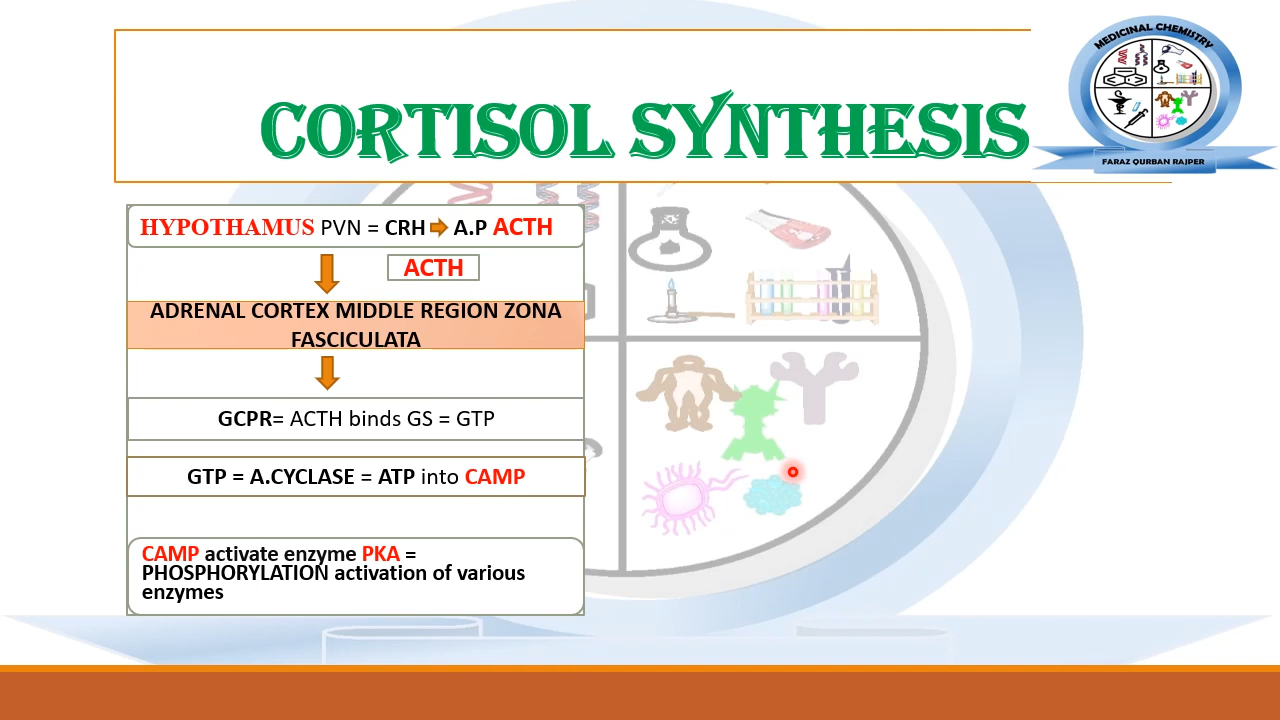 MEDICINAL CHEMISTRY
CORTISOL SYNTHESIS
FARAZ QURBAN RAJPER
HYPOTHAMUS PVN = CRH A.P ACTH
ACTH
ADRENAL CORTEX MIDDLE REGION ZONA
FASCICULATA
GCPR= ACTH binds GS = GTP
GTP = A.CYCLASE = ATP into CAMP
CAMP activate enzyme PKA =
PHOSPHORYLATION activation of various
enzymes